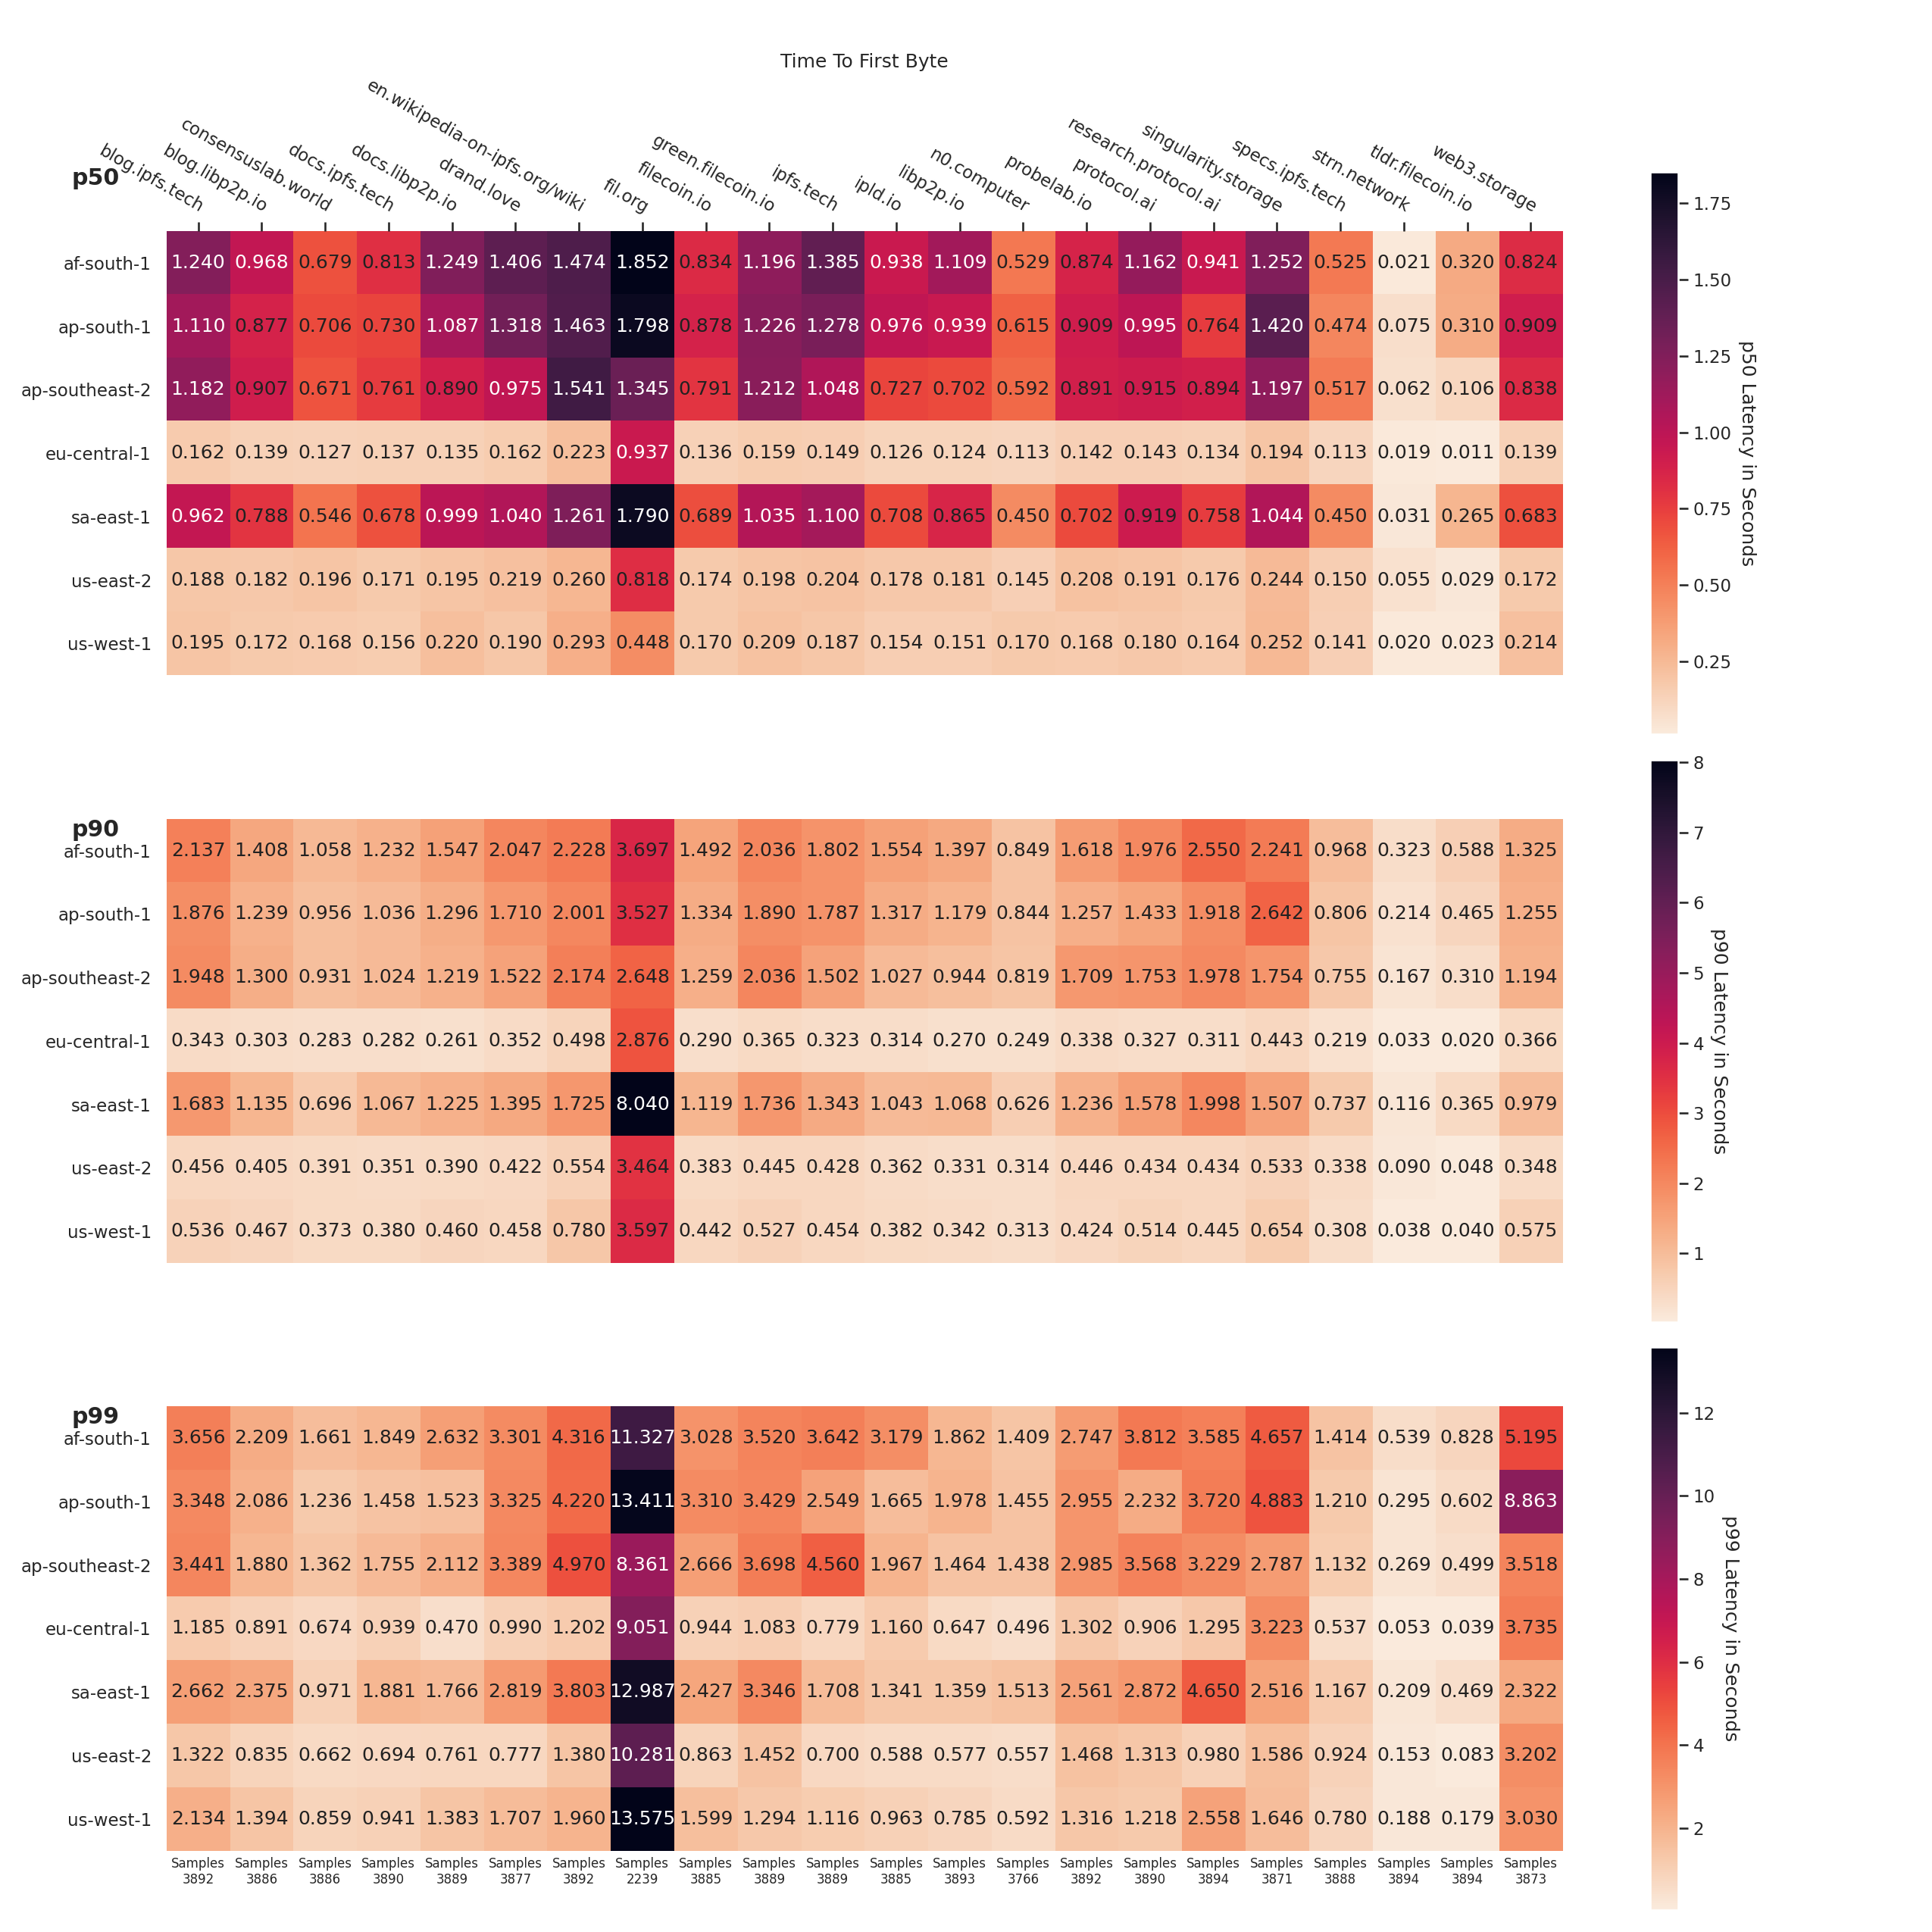 Time To First Byte
p50
blog.ipfs.tech
blog.libp2p.io
consensuslab.world
docs.ipfs.tech
docs.libp2p.io
drand.love
en.wikipedia-on-ipfs.org/wiki
fil.org
filecoin.io
green.filecoin.io
ipfs.tech
ipld.io
libp2p.io
n0.computer
probelab.io
protocol.ai
research.protocol.ai
singularity.storage
specs.ipfs.tech
strn.network
tldr.filecoin.io
web3.storage
af-south-1 1.240 0.968 0.679 0.813 1.249 1.406 1.474 1.852 0.834 1.196 1.385 0.938 1.109 0.529 0.874 1.162 0.941 1.252 0.525 0.021 0.320 0.824
ap-south-1 1.110 0.877 0.706 0.730 1.087 1.318 1.463 1.798 0.878 1.226 1.278 0.976 0.939 0.615 0.909 0.995 0.764 1.420 0.474 0.075 0.310 0.909
ap-southeast-2 1.182 0.907 0.671 0.761 0.890 0.975 1.541 1.345 0.791 1.212 1.048 0.727 0.702 0.592 0.891 0.915 0.894 1.197 0.517 0.062 0.106 0.838
eu-central-1 0.162 0.139 0.127 0.137 0.135 0.162 0.223 0.937 0.136 0.159 0.149 0.126 0.124 0.113 0.142 0.143 0.134 0.194 0.113 0.019 0.011 0.139
sa-east-1 0.962 0.788 0.546 0.678 0.999 1.040 1.261 1.790 0.689 1.035 1.100 0.708 0.865 0.450 0.702 0.919 0.758 1.044 0.450 0.031 0.265 0.683
us-east-2 0.188 0.182 0.196 0.171 0.195 0.219 0.260 0.818 0.174 0.198 0.204 0.178 0.181 0.145 0.208 0.191 0.176 0.244 0.150 0.055 0.029 0.172
us-west-1 0.195 0.172 0.168 0.156 0.220 0.190 0.293 0.448 0.170 0.209 0.187 0.154 0.151 0.170 0.168 0.180 0.164 0.252 0.141 0.020 0.023 0.214
1.75
1.50
1.25
1.00
0.75
0.50
0.25
p50 Latency in Seconds
p90
af-south-1 2.137 1.408 1.058 1.232 1.547 2.047 2.228 3.697 1.492 2.036 1.802 1.554 1.397 0.849 1.618 1.976 2.550 2.241 0.968 0.323 0.588 1.325
ap-south-1 1.876 1.239 0.956 1.036 1.296 1.710 2.001 3.527 1.334 1.890 1.787 1.317 1.179 0.844 1.257 1.433 1.918 2.642 0.806 0.214 0.465 1.255
ap-southeast-2 1.948 1.300 0.931 1.024 1.219 1.522 2.174 2.648 1.259 2.036 1.502 1.027 0.944 0.819 1.709 1.753 1.978 1.754 0.755 0.167 0.310 1.194
eu-central-1 0.343 0.303 0.283 0.282 0.261 0.352 0.498 2.876 0.290 0.365 0.323 0.314 0.270 0.249 0.338 0.327 0.311 0.443 0.219 0.033 0.020 0.366
sa-east-1 1.683 1.135 0.696 1.067 1.225 1.395 1.725 8.040 1.119 1.736 1.343 1.043 1.068 0.626 1.236 1.578 1.998 1.507 0.737 0.116 0.365 0.979
us-east-2 0.456 0.405 0.391 0.351 0.390 0.422 0.554 3.464 0.383 0.445 0.428 0.362 0.331 0.314 0.446 0.434 0.434 0.533 0.338 0.090 0.048 0.348
us-west-1 0.536 0.467 0.373 0.380 0.460 0.458 0.780 3.597 0.442 0.527 0.454 0.382 0.342 0.313 0.424 0.514 0.445 0.654 0.308 0.038 0.040 0.575
8
7
6
5
4
3
2
1
p90 Latency in Seconds
p99
af-south-1 3.656 2.209 1.661 1.849 2.632 3.301 4.316 11.327 3.028 3.520 3.642 3.179 1.862 1.409 2.747 3.812 3.585 4.657 1.414 0.539 0.828 5.195
ap-south-1 3.348 2.086 1.236 1.458 1.523 3.325 4.220 13.411 3.310 3.429 2.549 1.665 1.978 1.455 2.955 2.232 3.720 4.883 1.210 0.295 0.602 8.863
ap-southeast-2 3.441 1.880 1.362 1.755 2.112 3.389 4.970 8.361 2.666 3.698 4.560 1.967 1.464 1.438 2.985 3.568 3.229 2.787 1.132 0.269 0.499 3.518
eu-central-1 1.185 0.891 0.674 0.939 0.470 0.990 1.202 9.051 0.944 1.083 0.779 1.160 0.647 0.496 1.302 0.906 1.295 3.223 0.537 0.053 0.039 3.735
sa-east-1 2.662 2.375 0.971 1.881 1.766 2.819 3.803 12.987 2.427 3.346 1.708 1.341 1.359 1.513 2.561 2.872 4.650 2.516 1.167 0.209 0.469 2.322
us-east-2 1.322 0.835 0.662 0.694 0.761 0.777 1.380 10.281 0.863 1.452 0.700 0.588 0.577 0.557 1.468 1.313 0.980 1.586 0.924 0.153 0.083 3.202
us-west-1 2.134 1.394 0.859 0.941 1.383 1.707 1.960 13.575 1.599 1.294 1.116 0.963 0.785 0.592 1.316 1.218 2.558 1.646 0.780 0.188 0.179 3.030
Samples Samples Samples Samples Samples Samples Samples Samples Samples Samples Samples Samples Samples Samples Samples Samples Samples Samples Samples Samples Samples Samples
3892 3886 3886 3890 3889 3877 3892 2239 3885 3889 3889 3885 3893 3766 3892 3890 3894 3871 3888 3894 3894 3873
12
10
8
6
4
2
p99 Latency in Seconds